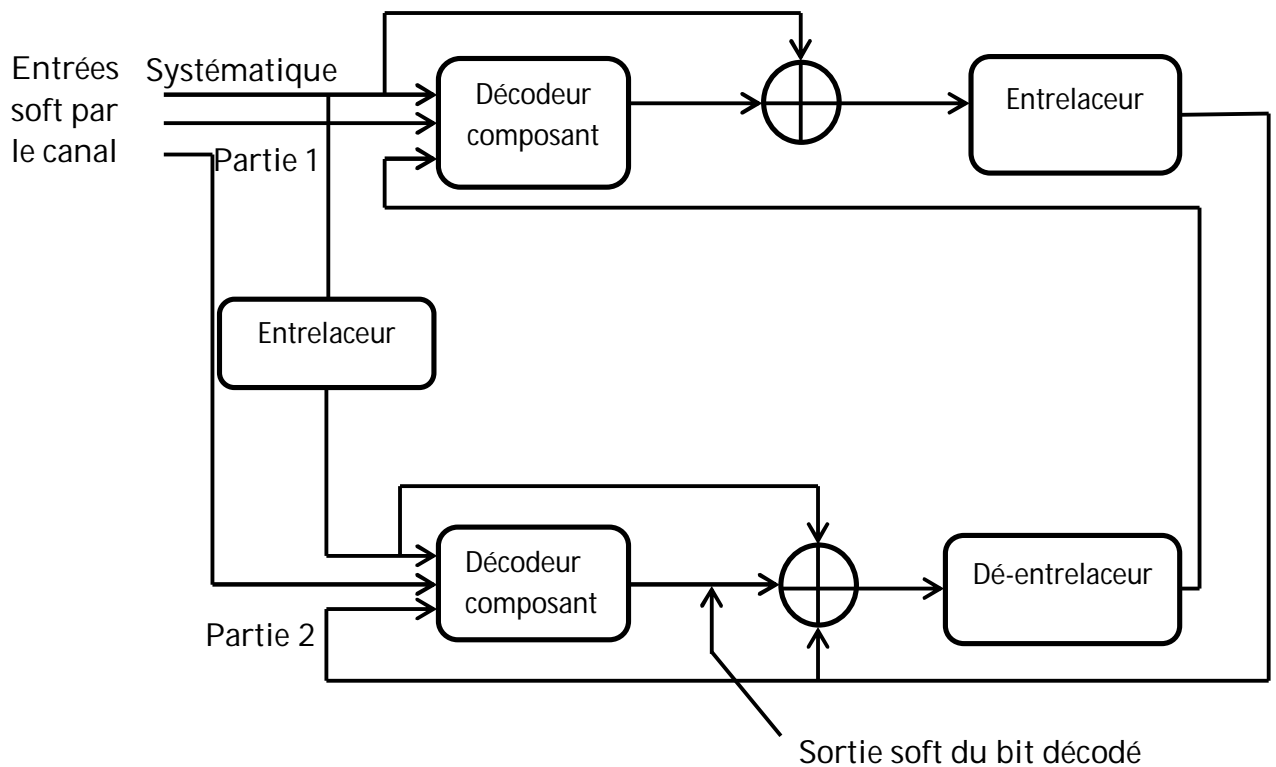 Entrées
soft par
le canal
Systématique
Partie 1
Décodeur
composant
Entrelaceur
Entrelaceur
Décodeur
composant
Dé-entrelaceur
Partie 2
Sortie soft du bit décodé